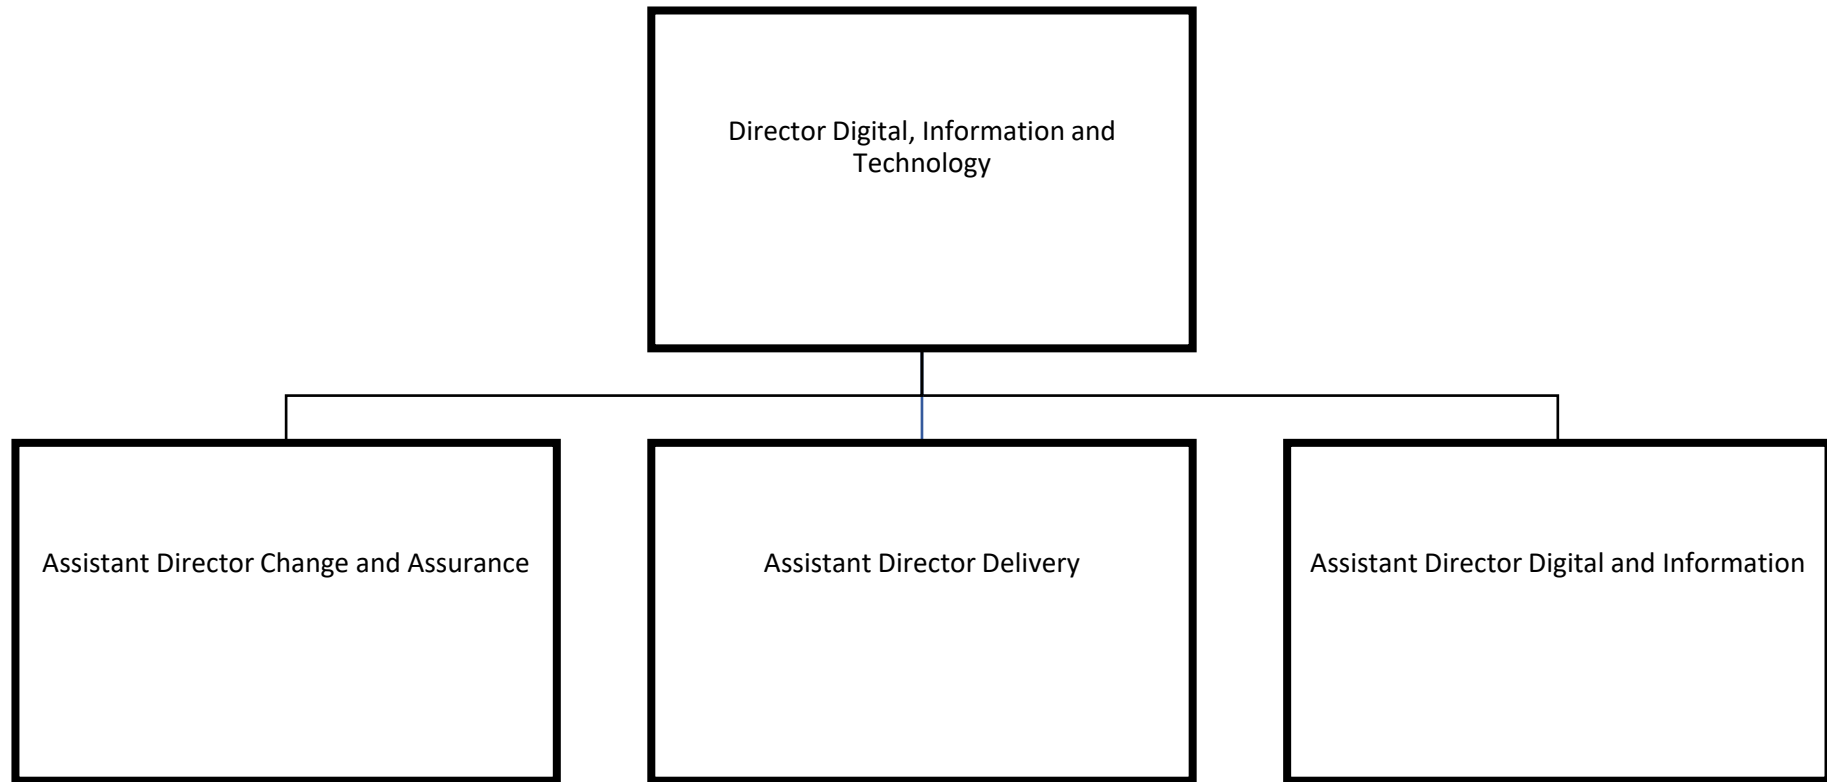 Director Digital, Information and
Technology
Assistant Director Change and Assurance
Assistant Director Delivery
Assistant Director Digital and Information